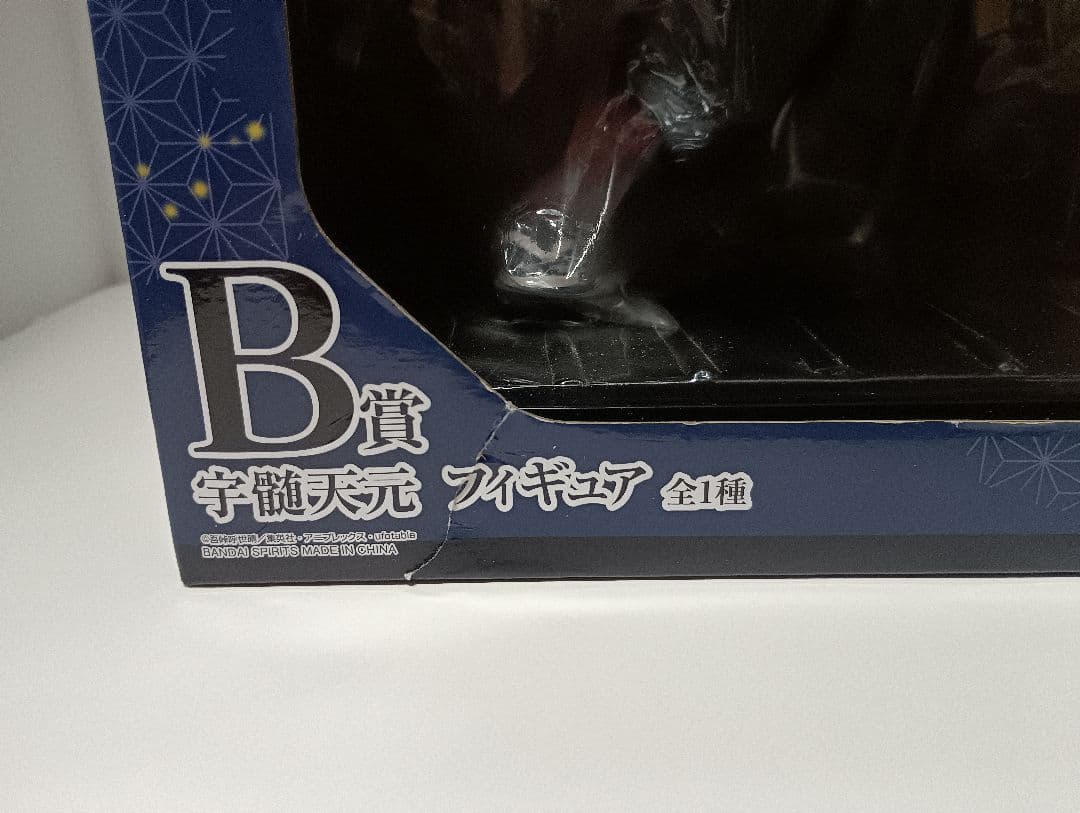 B賞
宇髄天元 フィギュア 全1種
©吾峠呼世晴／集英社・アニプレックス・ufotable
BANDAI SPIRITS MADE IN CHINA